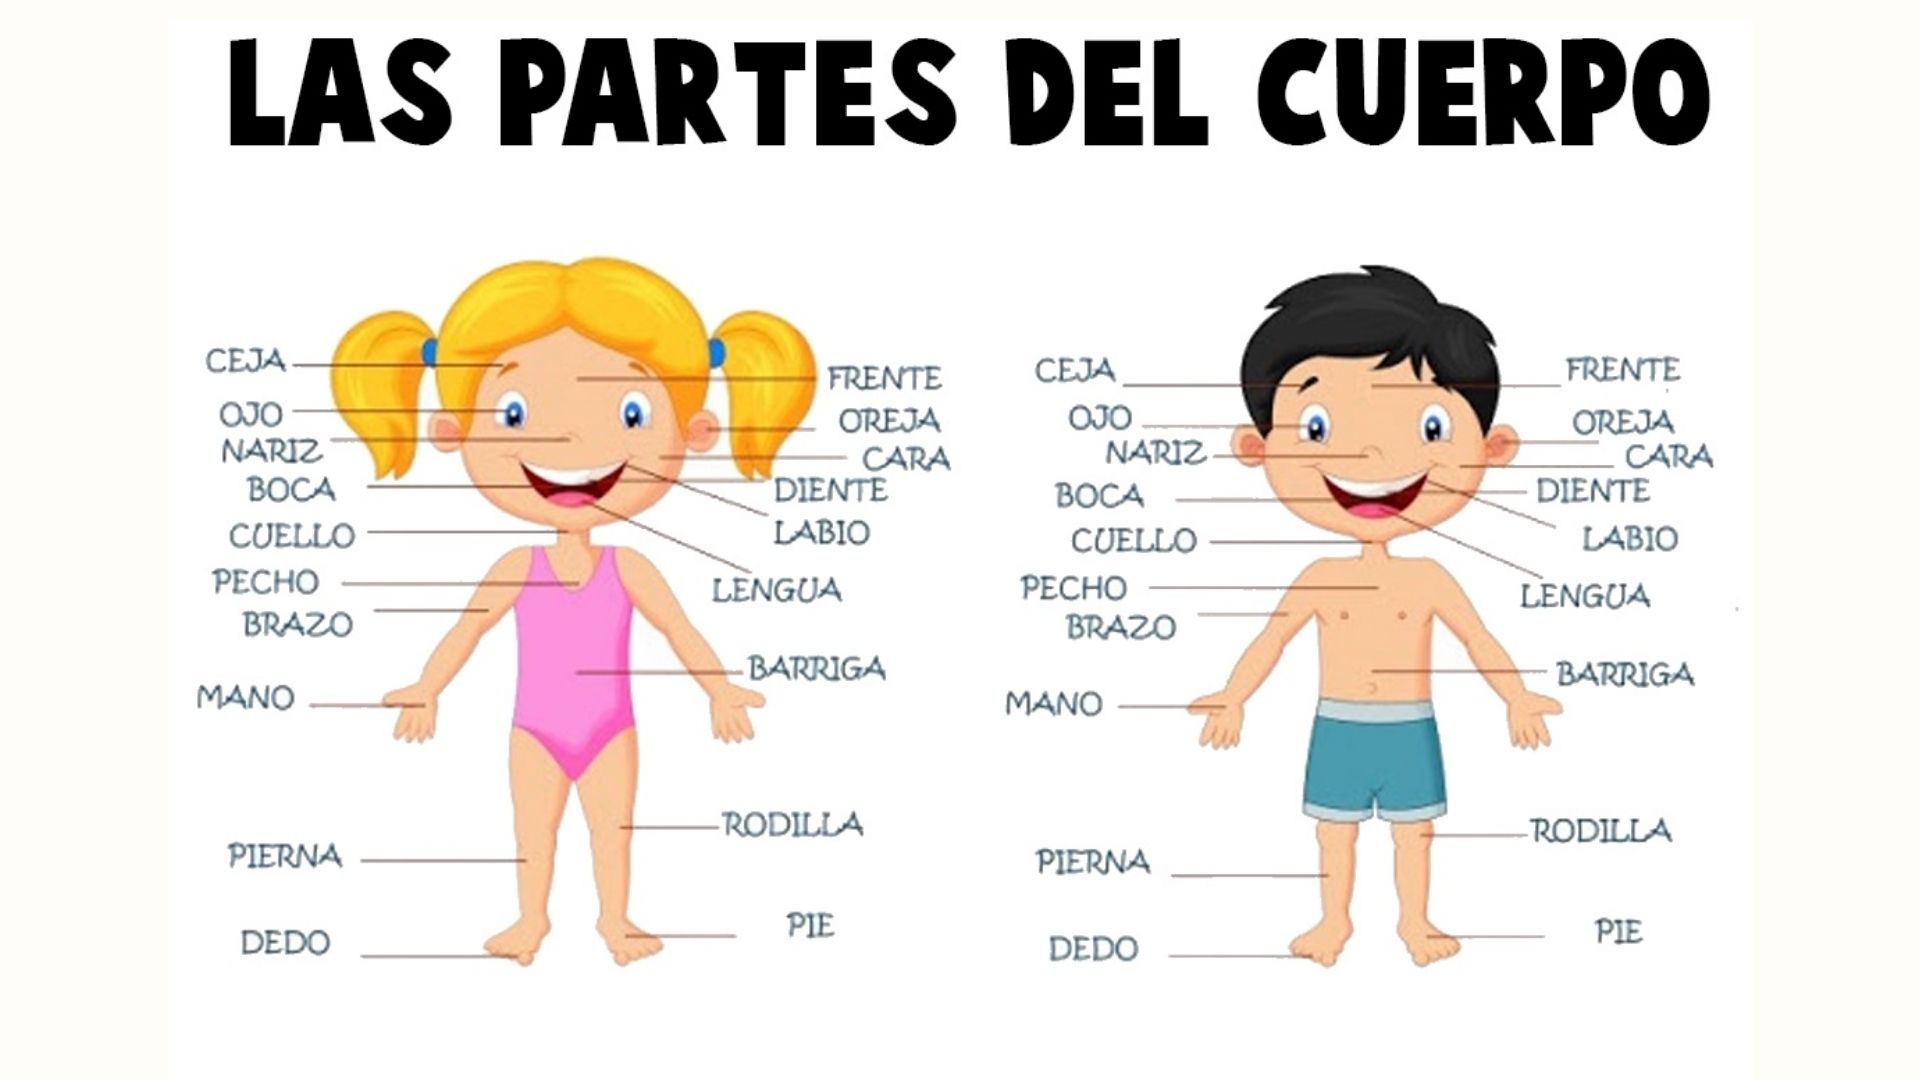 LAS PARTES DEL CUERPO
CEJA
OJO
NARIZ
BOCA
CUELLO
PECHO
BRAZO
MANO
PIERNA
DEDO
FRENTE
OREJA
CARA
DIENTE
LABIO
LENGUA
BARRIGA
RODILLA
PIE
CEJA
OJO
NARIZ
BOCA
CUELLO
PECHO
BRAZO
MANO
PIERNA
DEDO
FRENTE
OREJA
CARA
DIENTE
LABIO
LENGUA
BARRIGA
RODILLA
PIE